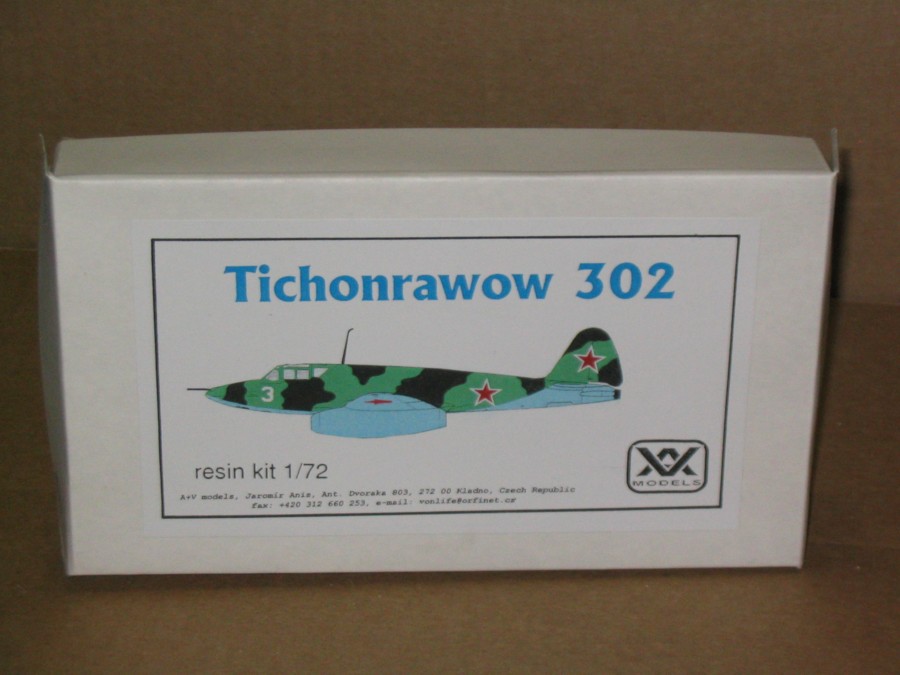 Tichonrawow 302
3
resin kit 1/72
AV
MODELS
A+V models, Jaromir Anis, Ant. Dvoraka 803, 272 00 Kladno, Czech Republic
fax: +420 312 660 253, e-mail: vonlife@orfinet.cz